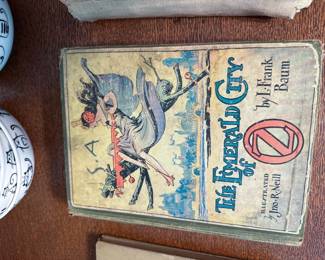 THE EMERALD CITY
OF OZ
by L. Frank
Baum
ILLUSTRATED
by Jno. R. Neill